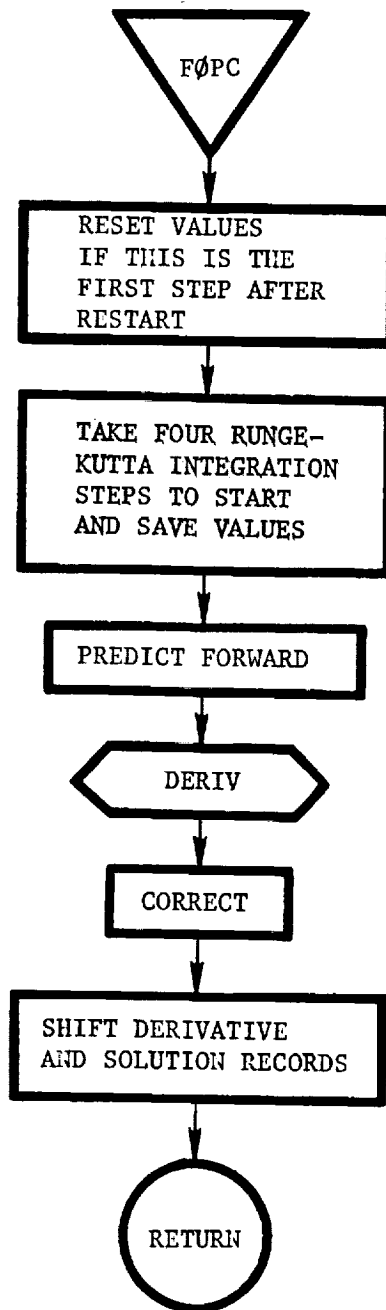 FØPC
RESET VALUES
IF THIS IS THE
FIRST STEP AFTER
RESTART
TAKE FOUR RUNGE-
KUTTA INTEGRATION
STEPS TO START
AND SAVE VALUES
PREDICT FORWARD
DERIV
CORRECT
SHIFT DERIVATIVE
AND SOLUTION RECORDS
RETURN